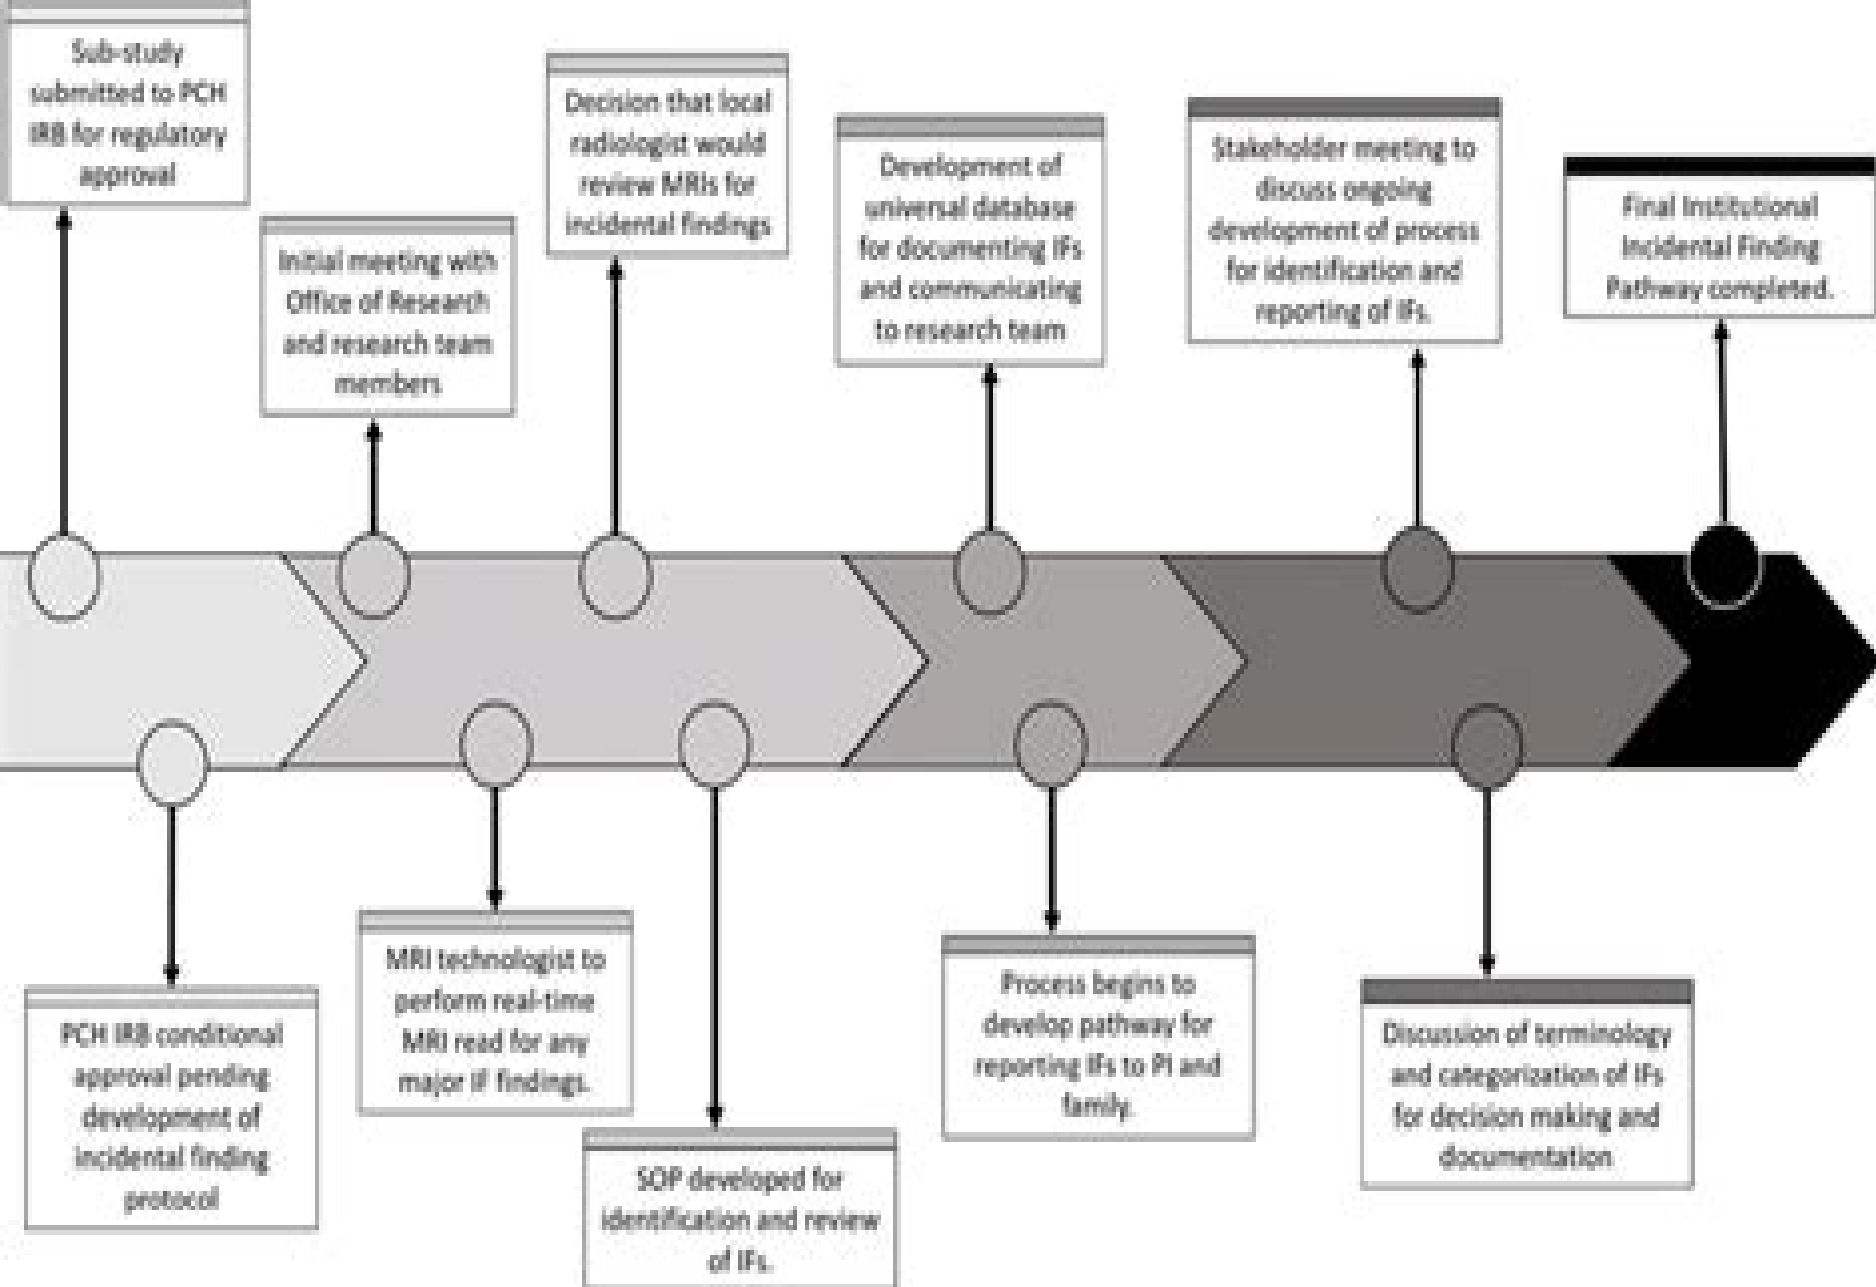 Sub-study
submitted to PCH
IRB for regulatory
approval
Initial meeting with
Office of Research
and research team
members
Decision that local
radiologist would
review MRIs for
incidental findings
Development of
universal database
for documenting IFs
and communicating
to research team
Stakeholder meeting to
discuss ongoing
development of process
for identification and
reporting of IFs.
Final Institutional
Incidental Finding
Pathway completed.
PCH IRB conditional
approval pending
development of
incidental finding
protocol
MRI technologist to
perform real-time
MRI read for any
major IF findings.
SOP developed for
identification and review
of IFs.
Process begins to
develop pathway for
reporting IFs to PI and
family.
Discussion of terminology
and categorization of IFs
for decision making and
documentation